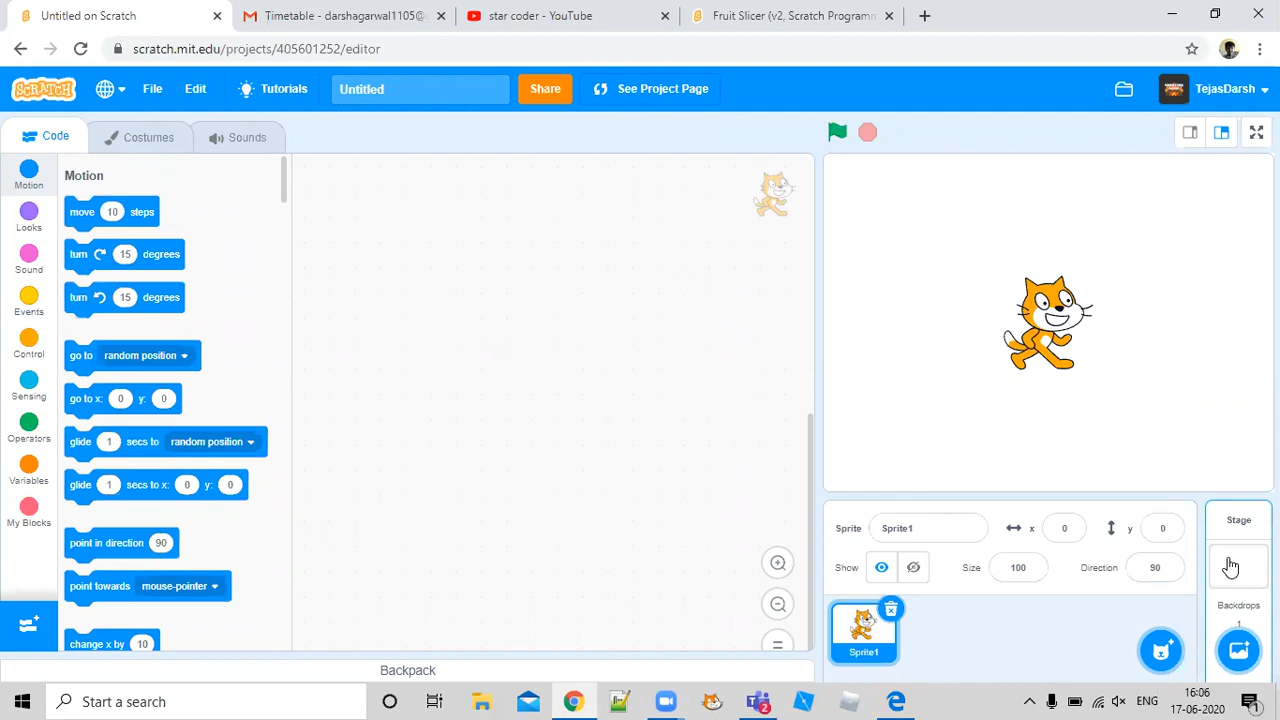 Untitled on Scratch
Timetable - darshagarwal1105@
star coder - YouTube
Fruit Slicer (v2, Scratch Programm
scratch.mit.edu/projects/405601252/editor
SCRATCH
File
Edit
Tutorials
Untitled
Share
See Project Page
TejasDarsh
Code
Costumes
Sounds
Motion
Looks
Sound
Events
Control
Sensing
Operators
Variables
My Blocks
Motion
move 10 steps
turn 15 degrees
turn 15 degrees
go to random position
go to x: 0 y: 0
glide 1 secs to random position
glide 1 secs to x: 0 y: 0
point in direction 90
point towards mouse-pointer
change x by 10
Sprite
Sprite1
x 0
y 0
Show
Size 100
Direction 90
Sprite1
Stage
Backdrops
1
Backpack
Start a search
2
ENG
16:06
17-06-2020
1